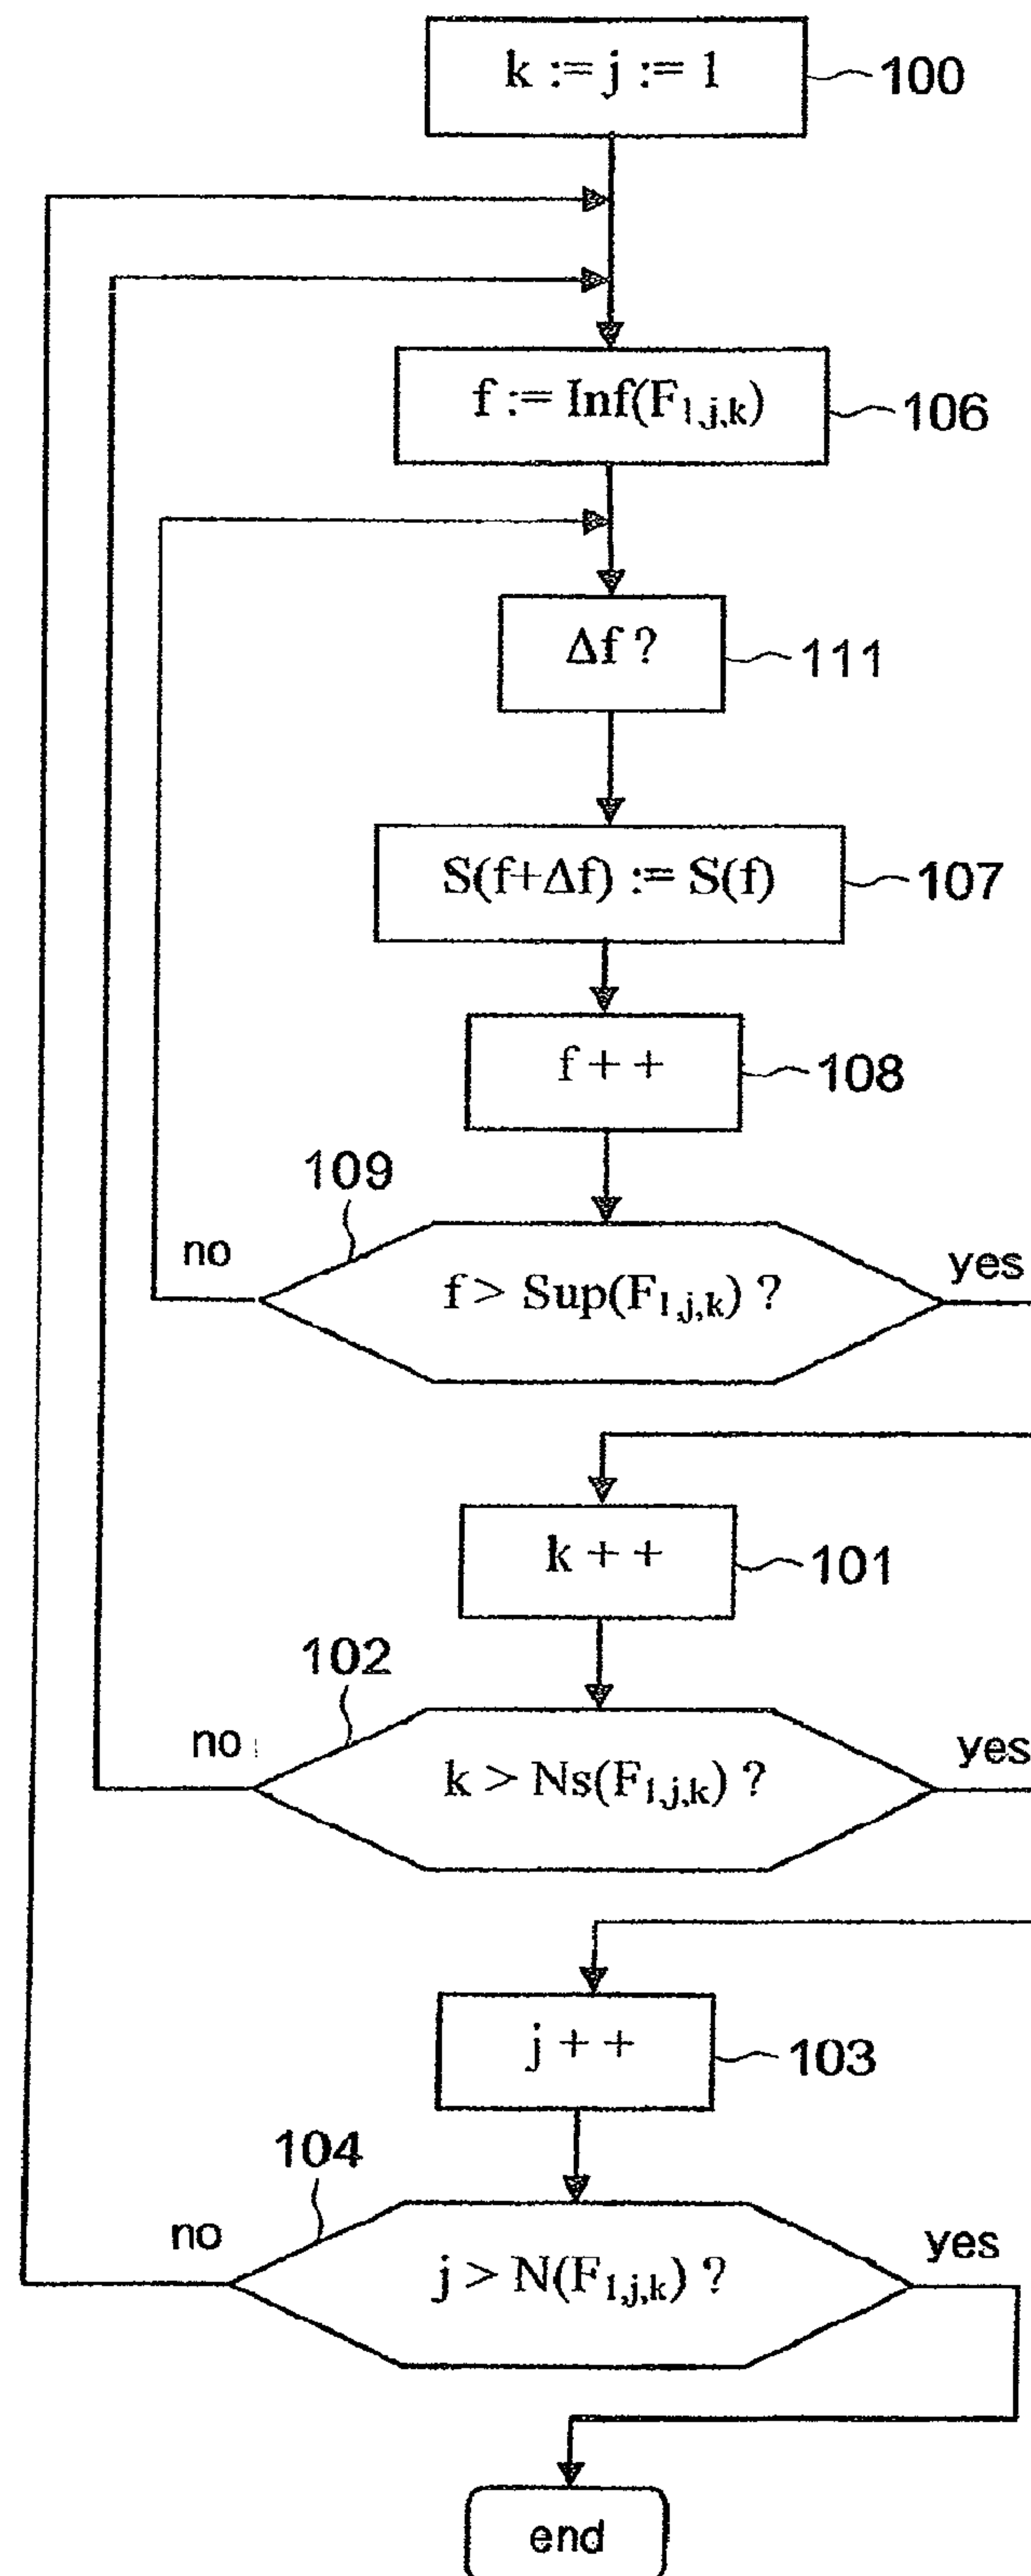 k := j := 1
100
f := Inf(F1,j,k)
106
Δf ?
111
S(f+Δf) := S(f)
107
f + +
108
109
no
f > Sup(F1,j,k) ?
yes
k + +
101
102
no
k > Ns(F1,j,k) ?
yes
j + +
103
104
no
j > N(F1,j,k) ?
yes
end